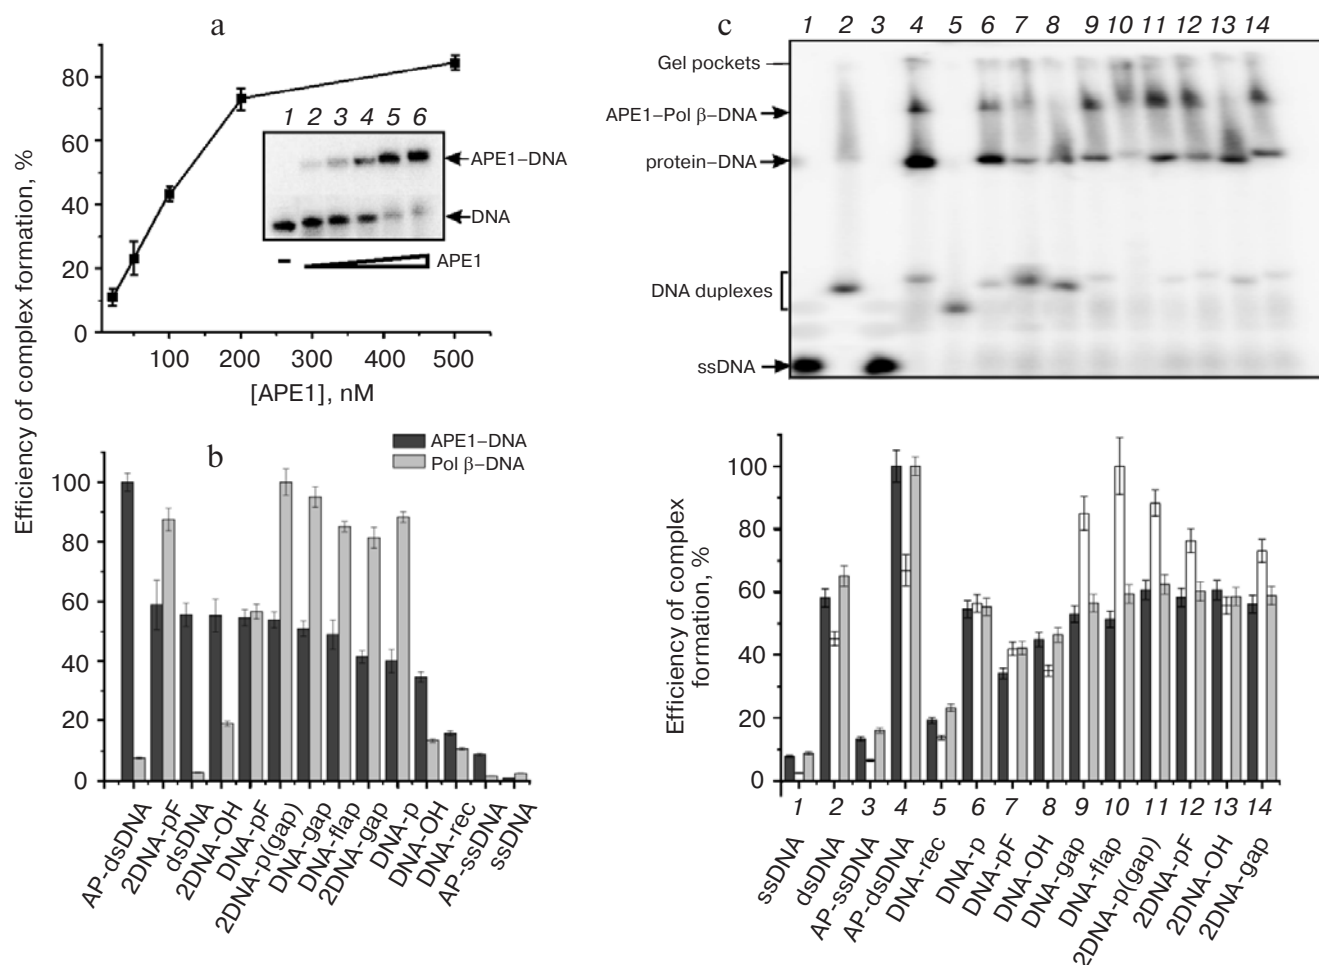 a
Efficiency of complex formation, %
80
60
40
20
0
100 200 300 400 500
[APE1], nM
1 2 3 4 5 6
APE1–DNA
DNA
– APE1
b
APE1–DNA
Pol β–DNA
100
80
60
40
20
0
AP-dsDNA
2DNA-pF
dsDNA
2DNA-OH
DNA-pF
2DNA-p(gap)
DNA-gap
DNA-flap
2DNA-gap
DNA-p
DNA-OH
DNA-rec
AP-ssDNA
ssDNA
c
1 2 3 4 5 6 7 8 9 10 11 12 13 14
Gel pockets
APE1–Pol β–DNA
protein–DNA
DNA duplexes
ssDNA
Efficiency of complex
formation, %
100
80
60
40
20
0
1 2 3 4 5 6 7 8 9 10 11 12 13 14
ssDNA
dsDNA
AP-ssDNA
AP-dsDNA
DNA-rec
DNA-p
DNA-pF
DNA-OH
DNA-gap
DNA-flap
2DNA-p(gap)
2DNA-pF
2DNA-OH
2DNA-gap